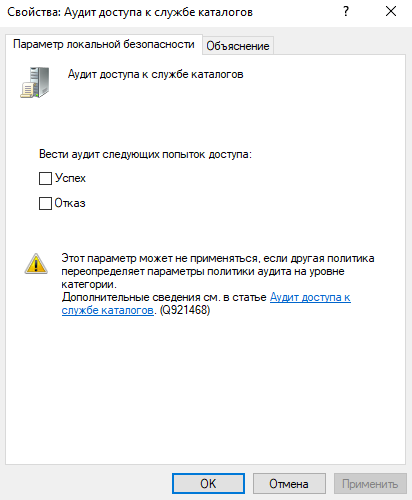 Свойства: Аудит доступа к службе каталогов
Параметр локальной безопасности
Объяснение
Аудит доступа к службе каталогов
Вести аудит следующих попыток доступа:
Успех
Отказ
Этот параметр может не применяться, если другая политика
переопределяет параметры политики аудита на уровне
категории.
Дополнительные сведения см. в статье Аудит доступа к
службе каталогов. (Q921468)
ОК
Отмена
Применить